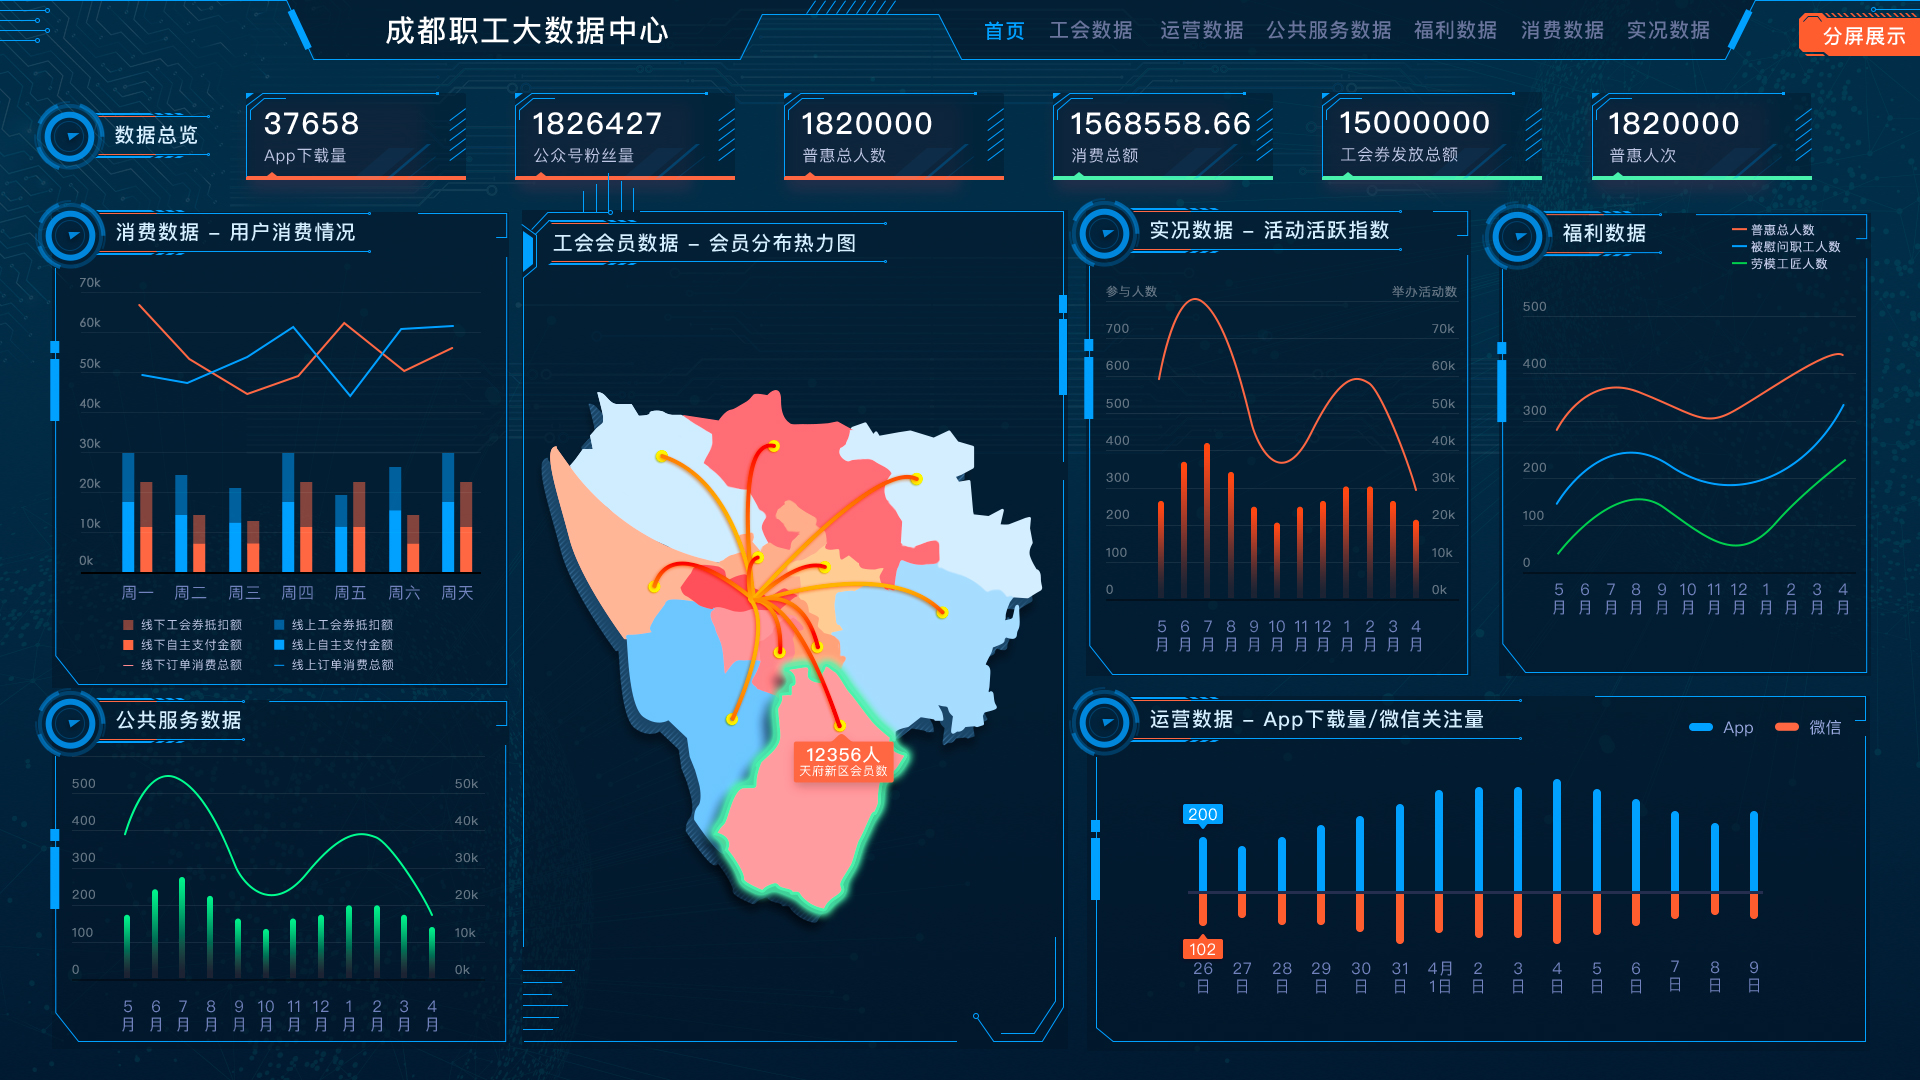 成都职工大数据中心
首页 工会数据 运营数据 公共服务数据 福利数据 消费数据 实况数据
分屏展示
数据总览
37658
App下载量
1826427
公众号粉丝量
1820000
普惠总人数
1568558.66
消费总额
15000000
工会券发放总额
1820000
普惠人次
消费数据 – 用户消费情况
70k
60k
50k
40k
30k
20k
10k
0k
周一 周二 周三 周四 周五 周六 周天
线下工会券抵扣额 线上工会券抵扣额
线下自主支付金额 线上自主支付金额
线下订单消费总额 线上订单消费总额
公共服务数据
500 50k
400 40k
300 30k
200 20k
100 10k
0 0k
5月 6月 7月 8月 9月 10月 11月 12月 1月 2月 3月 4月
工会会员数据 – 会员分布热力图
12356人
天府新区会员数
实况数据 – 活动活跃指数
参与人数 举办活动数
700 70k
600 60k
500 50k
400 40k
300 30k
200 20k
100 10k
0 0k
5月 6月 7月 8月 9月 10月 11月 12月 1月 2月 3月 4月
福利数据
普惠总人数
被慰问职工人数
劳模工匠人数
500
400
300
200
100
0
5月 6月 7月 8月 9月 10月 11月 12月 1月 2月 3月 4月
运营数据 – App下载量/微信关注量
App 微信
200
102
26日 27日 28日 29日 30日 31日 4月1日 2日 3日 4日 5日 6日 7日 8日 9日